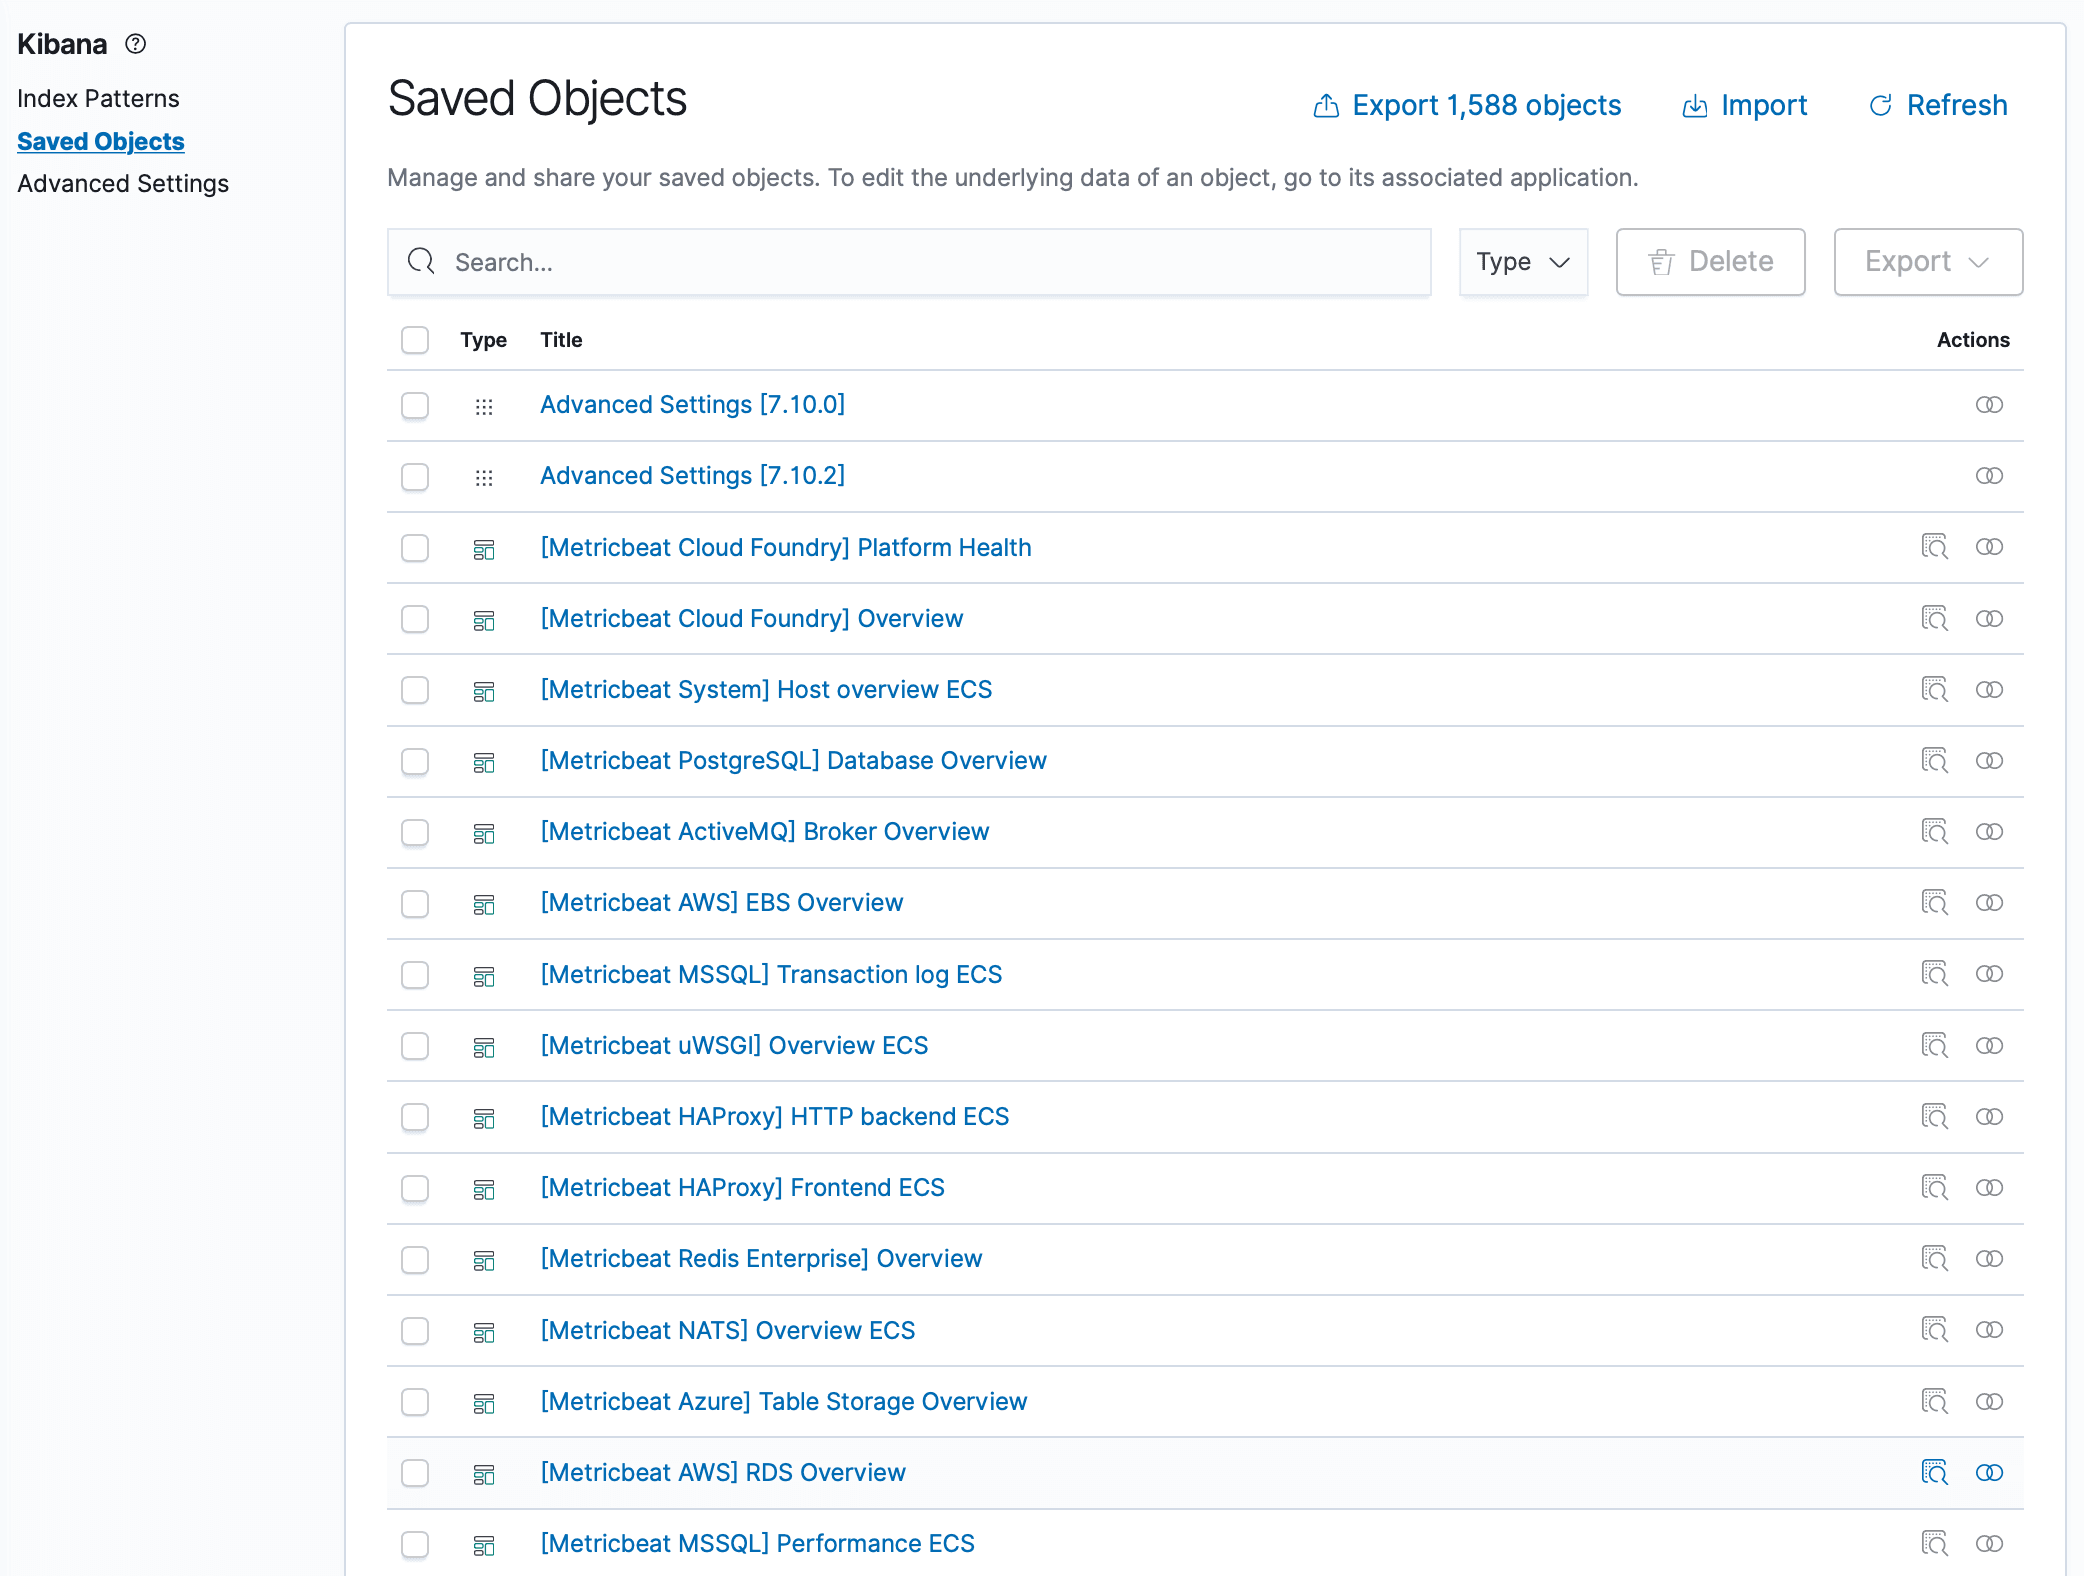 Kibana
Index Patterns
Saved Objects
Advanced Settings
Saved Objects
Export 1,588 objects
Import
Refresh
Manage and share your saved objects. To edit the underlying data of an object, go to its associated application.
Search...
Type
Delete
Export
Type Title Actions
Advanced Settings [7.10.0]
Advanced Settings [7.10.2]
[Metricbeat Cloud Foundry] Platform Health
[Metricbeat Cloud Foundry] Overview
[Metricbeat System] Host overview ECS
[Metricbeat PostgreSQL] Database Overview
[Metricbeat ActiveMQ] Broker Overview
[Metricbeat AWS] EBS Overview
[Metricbeat MSSQL] Transaction log ECS
[Metricbeat uWSGI] Overview ECS
[Metricbeat HAProxy] HTTP backend ECS
[Metricbeat HAProxy] Frontend ECS
[Metricbeat Redis Enterprise] Overview
[Metricbeat NATS] Overview ECS
[Metricbeat Azure] Table Storage Overview
[Metricbeat AWS] RDS Overview
[Metricbeat MSSQL] Performance ECS